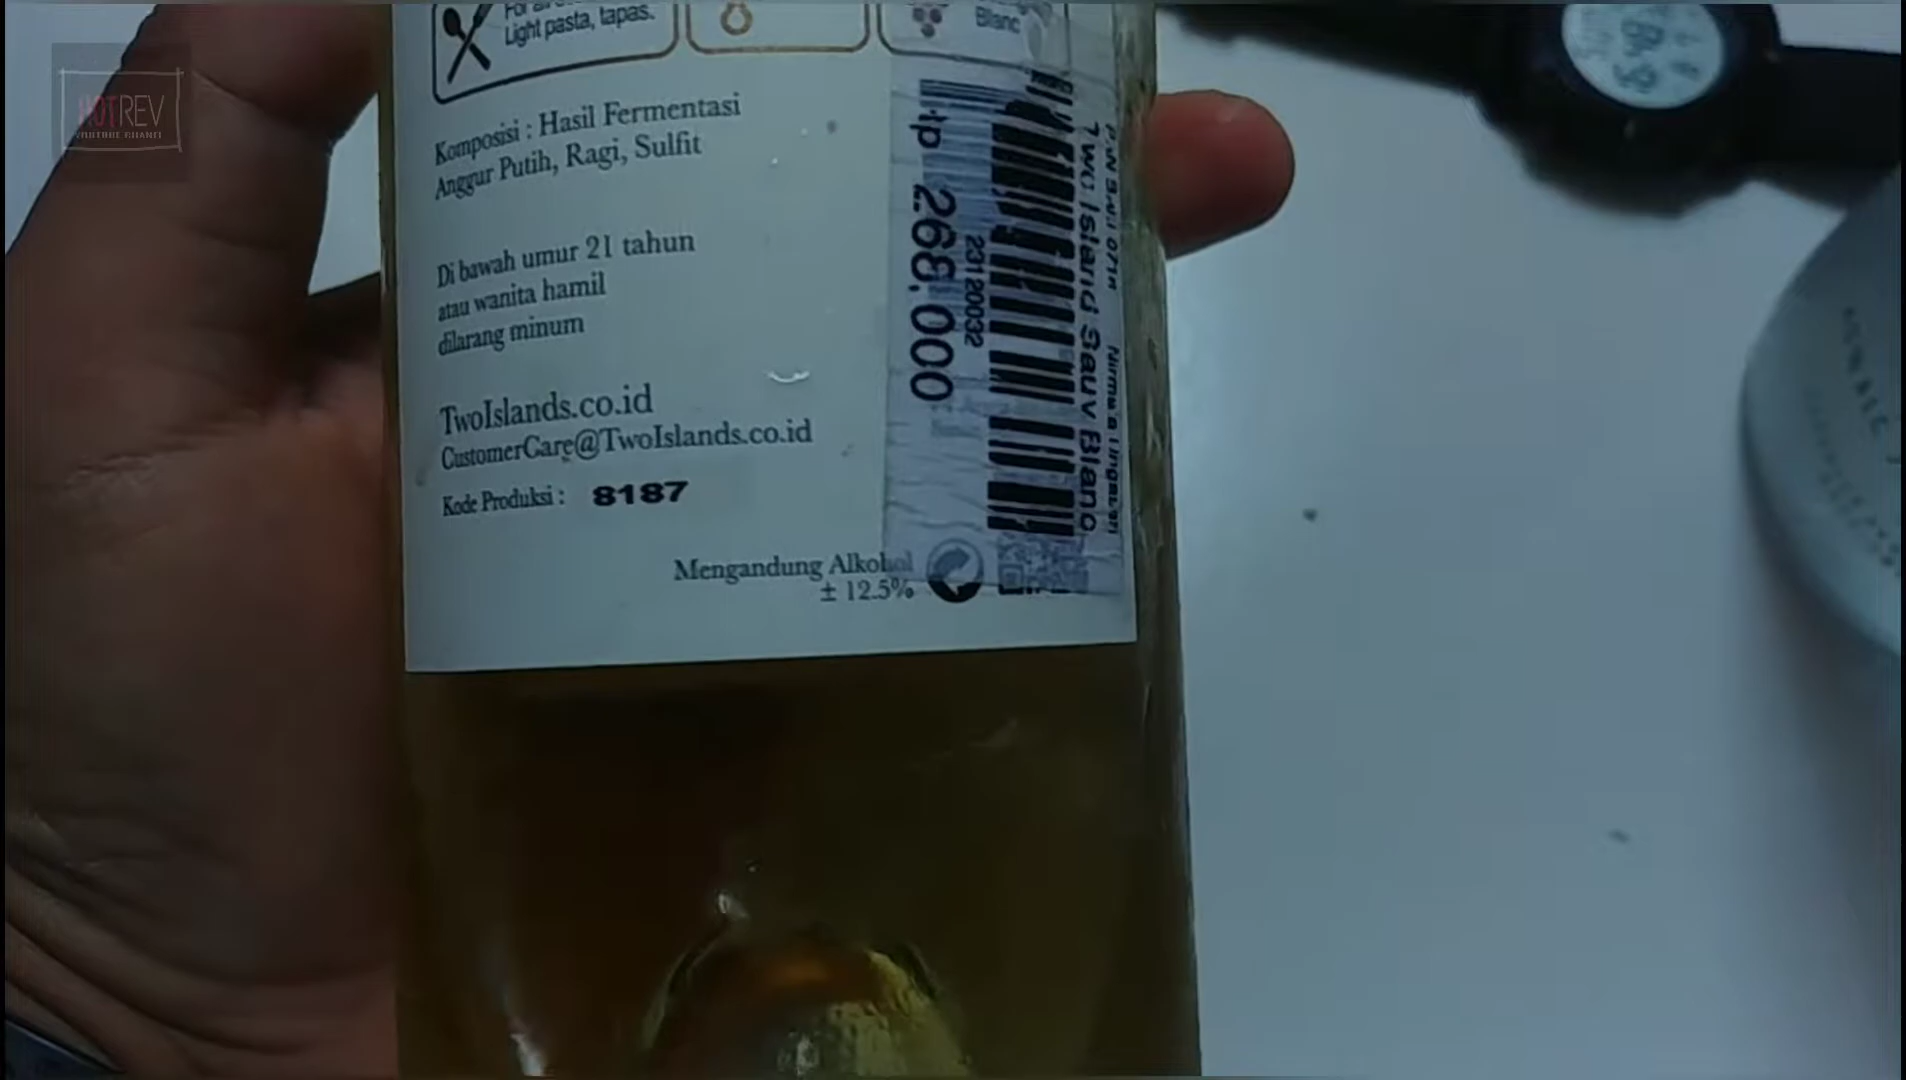 HOTREV
Light pasta, tapas.
Blanc
Komposisi : Hasil Fermentasi
Anggur Putih, Ragi, Sulfit
Di bawah umur 21 tahun
atau wanita hamil
dilarang minum
TwoIslands.co.id
CustomerCare@TwoIslands.co.id
Kode Produksi : 8187
Mengandung Alkohol
± 12.5%
Two Island Sauv Blanc
23120032
268,000